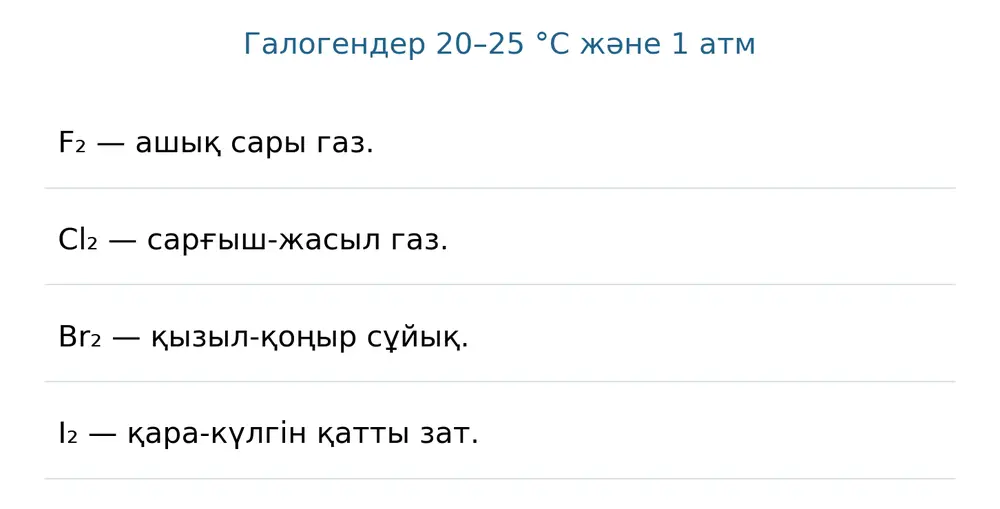 Галогендер 20–25 °C және 1 атм
F₂ — ашық сары газ.
Cl₂ — сарғыш-жасыл газ.
Br₂ — қызыл-қоңыр сұйық.
I₂ — қара-күлгін қатты зат.